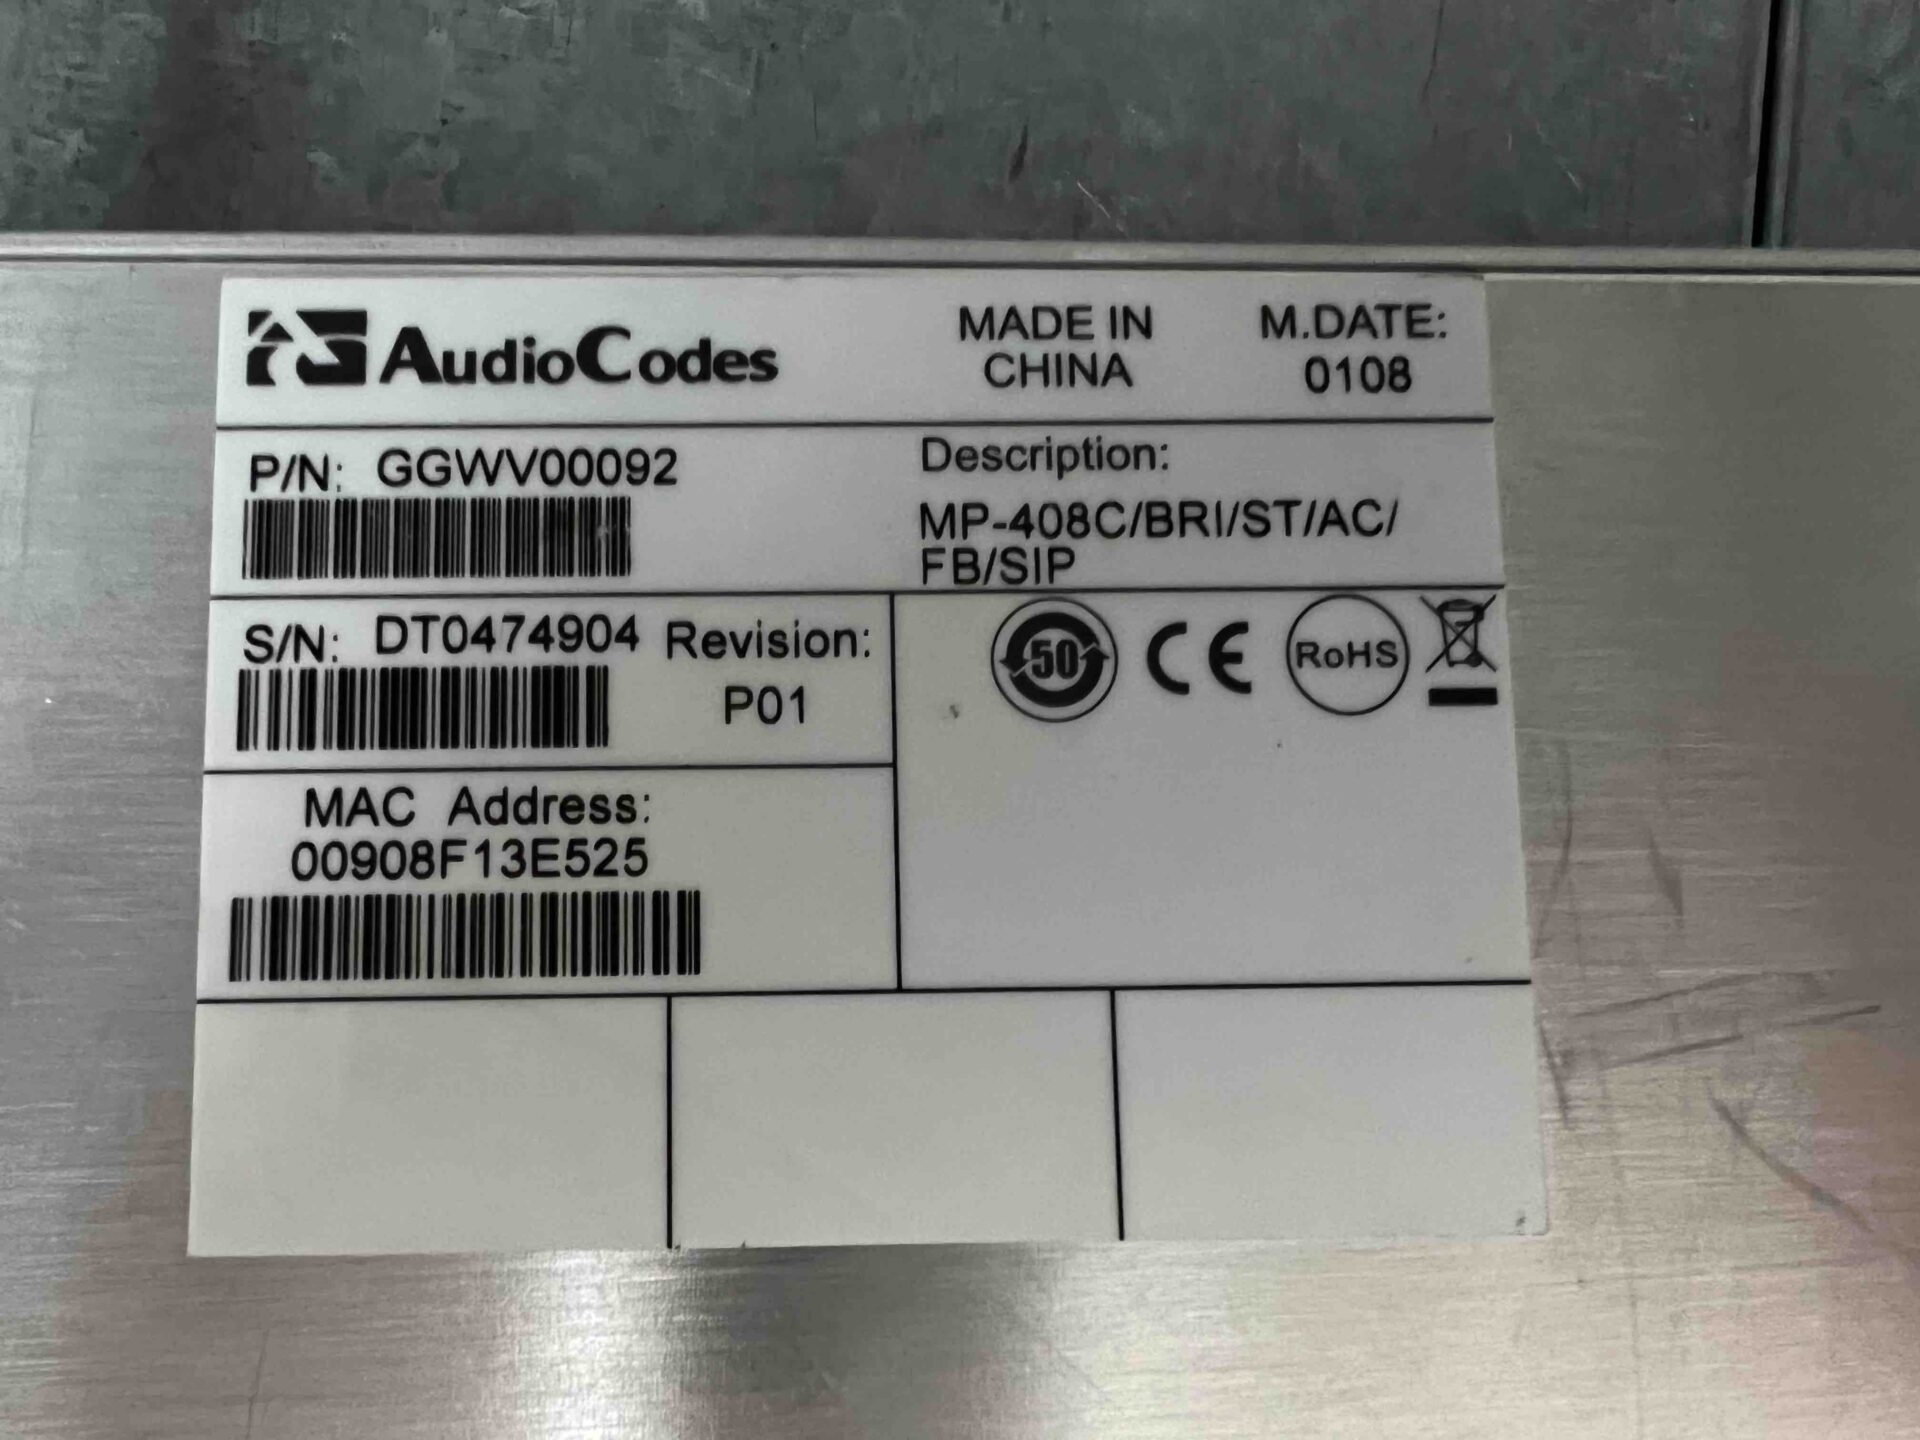 AudioCodes
MADE IN
CHINA
M.DATE:
0108
P/N: GGWV00092
Description:
MP-408C/BRI/ST/AC/
FB/SIP
S/N: DT0474904
Revision:
P01
50
CE
RoHS
MAC Address:
00908F13E525